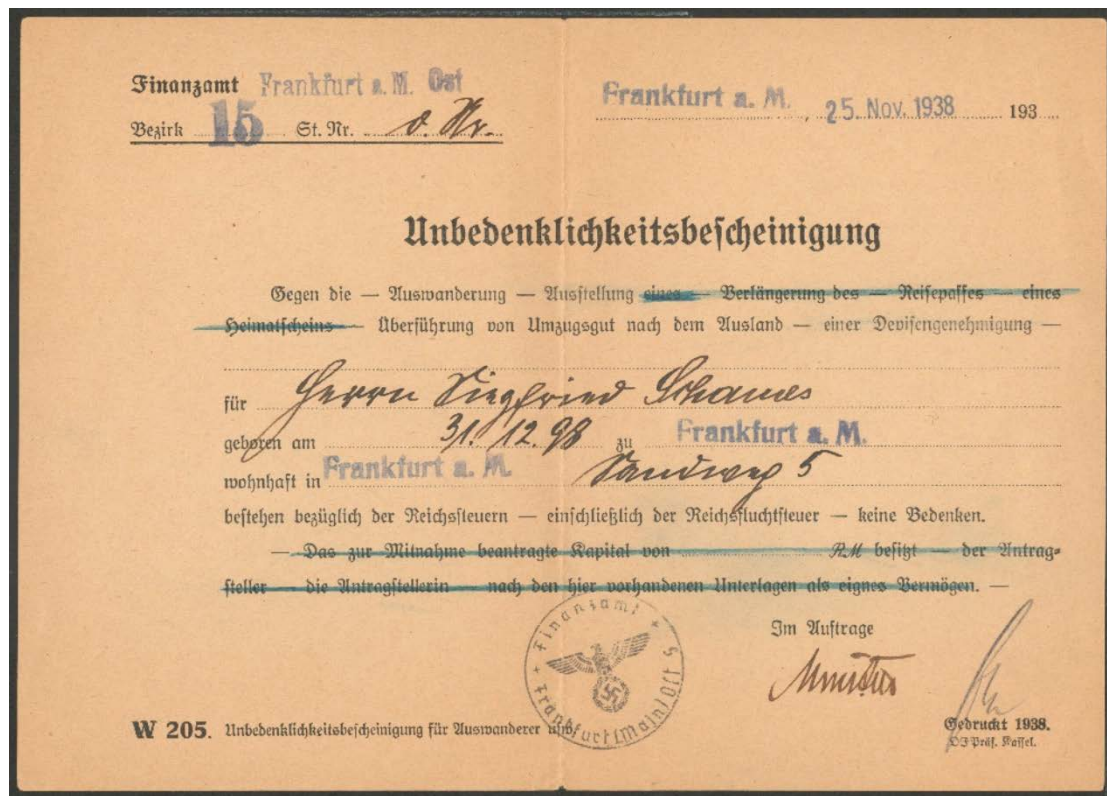 Finanzamt Frankfurt a. M. Ost
Bezirk 15 St. Nr. o. Nr.
Frankfurt a. M. , 25. Nov. 1938 193
Unbedenklichkeitsbescheinigung
Gegen die — Auswanderung — Ausstellung eines — Verlängerung des — Reisepasses — eines
Heimatscheins — Überführung von Umzugsgut nach dem Ausland — einer Devisengenehmigung —
für Herrn Siegfried Schames
geboren am 31.12.98 zu Frankfurt a. M.
wohnhaft in Frankfurt a. M. Sandweg 5
bestehen bezüglich der Reichssteuern — einschließlich der Reichsfluchtsteuer — keine Bedenken.
— Das zur Mitnahme beantragte Kapital von RM besitzt — der Antrag-
steller — die Antragstellerin nach den hier vorhandenen Unterlagen als eignes Vermögen. —
Im Auftrage
Finanzamt Frankfurt (Main) Ost
W 205. Unbedenklichkeitsbescheinigung für Auswanderer usw.
Gedruckt 1938.
OF Präs. Kassel.